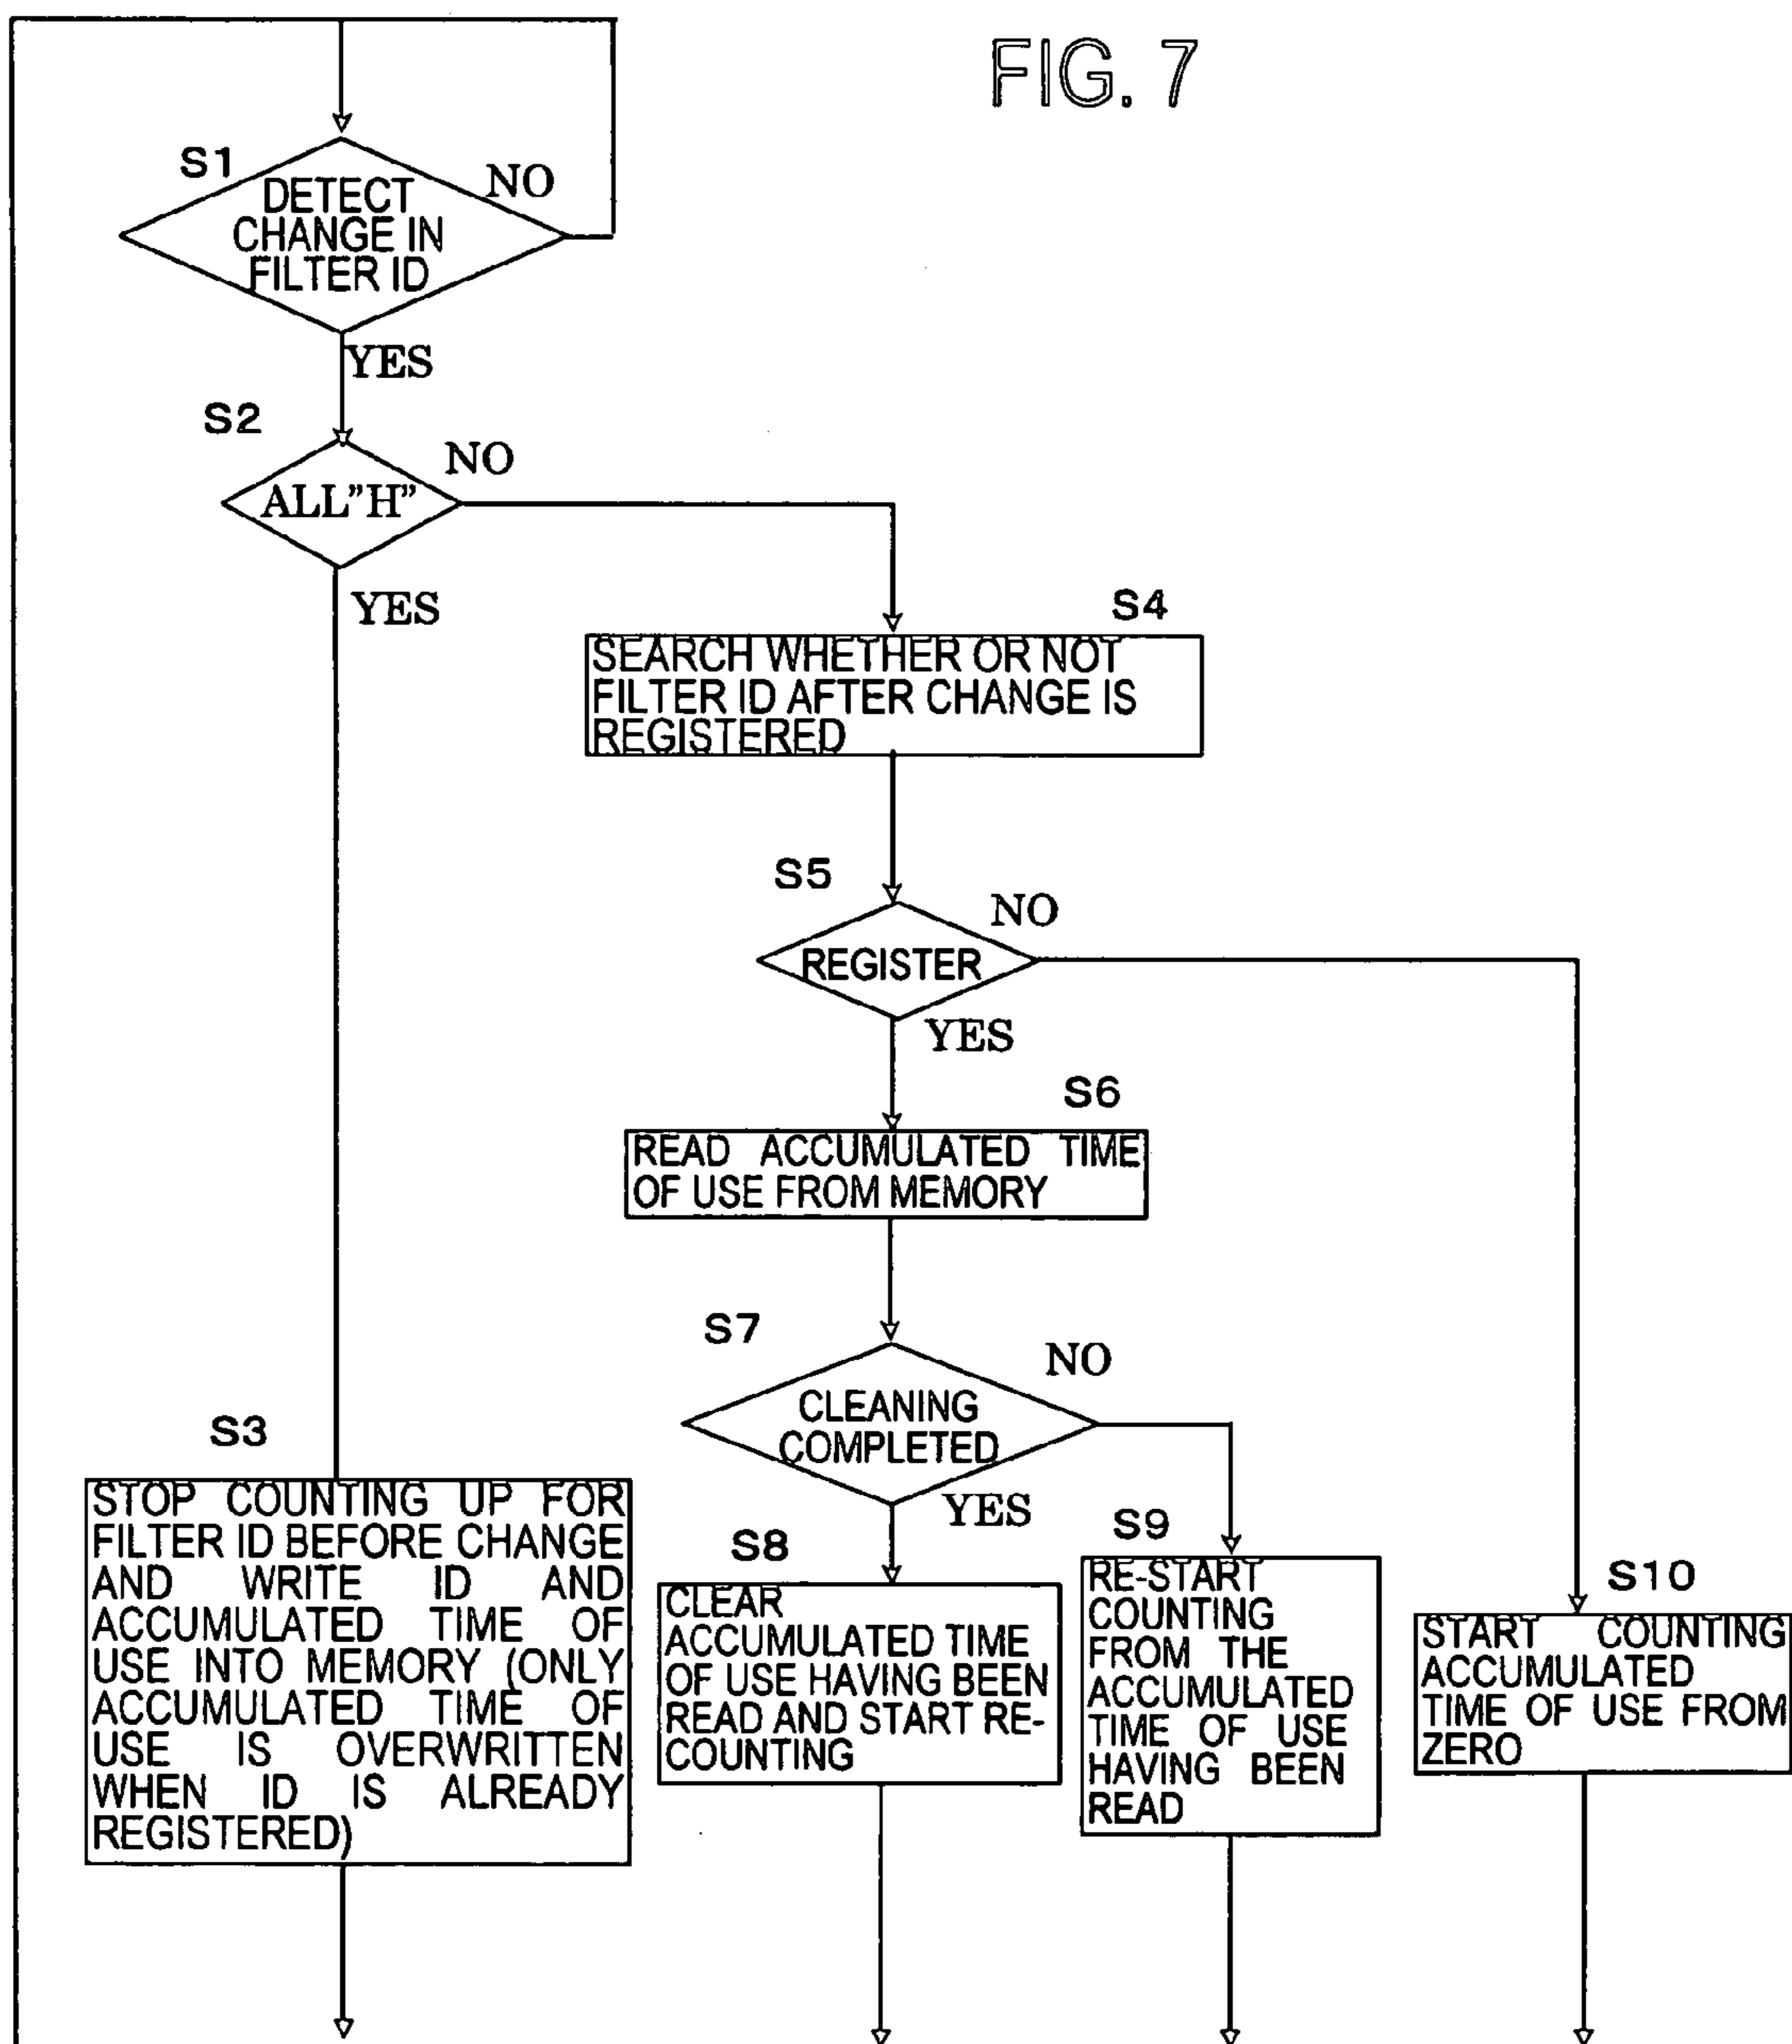 FIG. 7
S1
NO
DETECT
CHANGE IN
FILTER ID
YES
S2
NO
ALL"H"
YES
S4
SEARCH WHETHER OR NOT
FILTER ID AFTER CHANGE IS
REGISTERED
S5
NO
REGISTER
YES
S6
READ ACCUMULATED TIME
OF USE FROM MEMORY
S7
NO
CLEANING
COMPLETED
YES
S3
STOP COUNTING UP FOR
FILTER ID BEFORE CHANGE
AND WRITE ID AND
ACCUMULATED TIME OF
USE INTO MEMORY (ONLY
ACCUMULATED TIME OF
USE IS OVERWRITTEN
WHEN ID IS ALREADY
REGISTERED)
S8
CLEAR
ACCUMULATED TIME
OF USE HAVING BEEN
READ AND START RE-
COUNTING
S9
RE-START
COUNTING
FROM THE
ACCUMULATED
TIME OF USE
HAVING BEEN
READ
S10
START COUNTING
ACCUMULATED
TIME OF USE FROM
ZERO